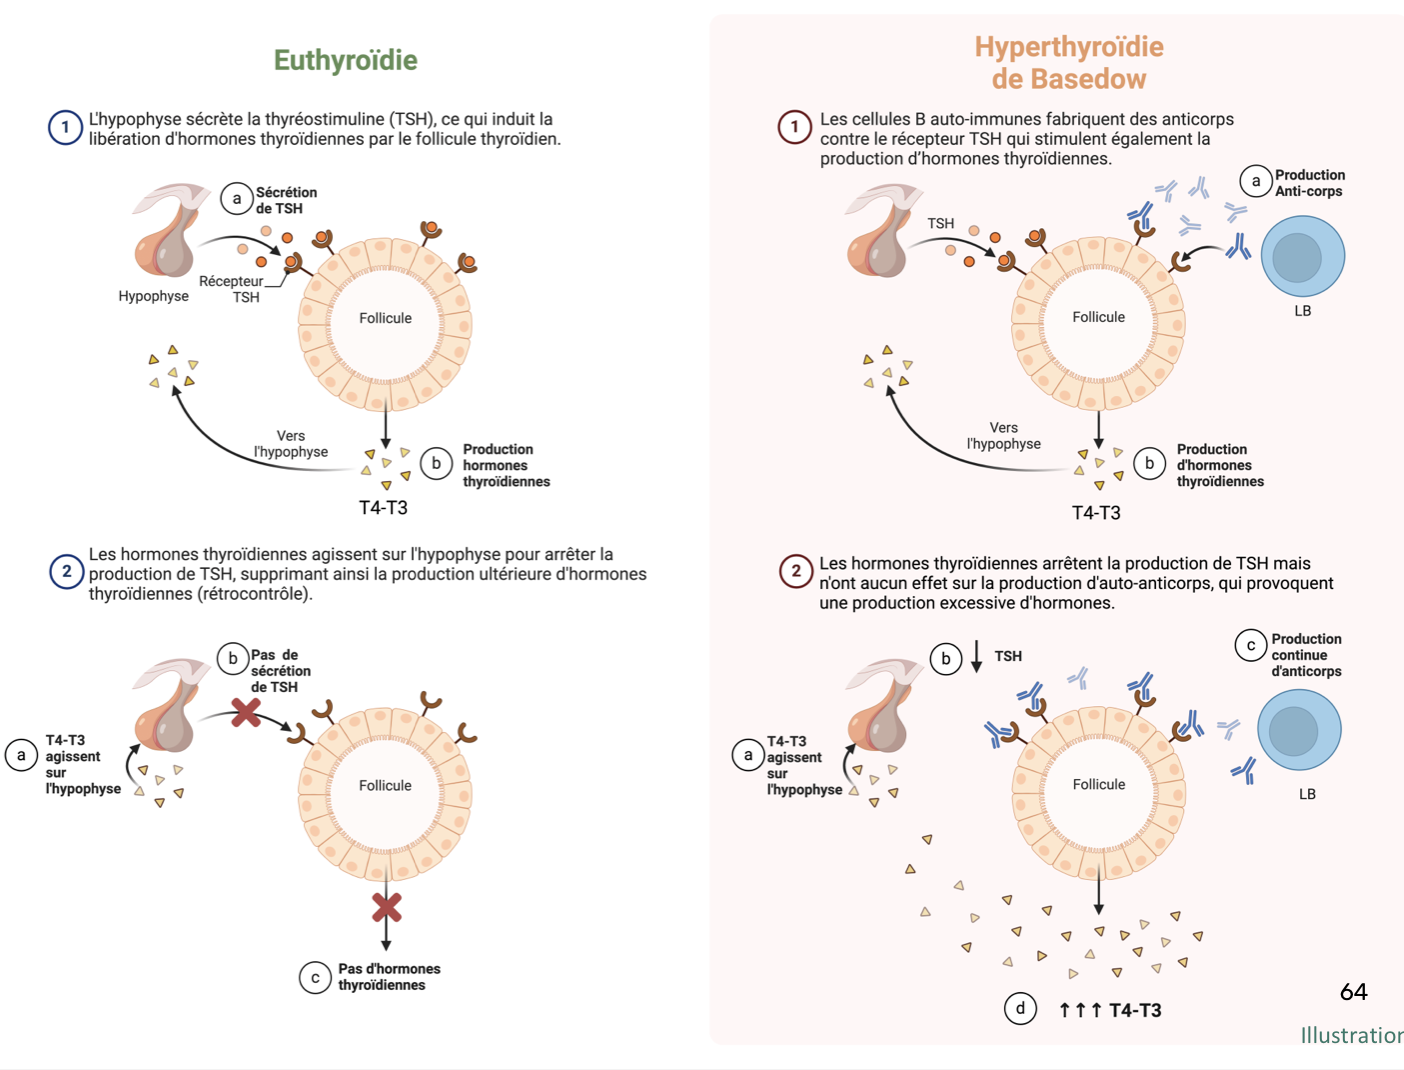 Euthyroïdie
1
L'hypophyse sécrète la thyréostimuline (TSH), ce qui induit la
libération d'hormones thyroïdiennes par le follicule thyroïdien.
a
Sécrétion
de TSH
Récepteur
TSH
Hypophyse
Follicule
Vers
l'hypophyse
b
Production
hormones
thyroïdiennes
T4-T3
2
Les hormones thyroïdiennes agissent sur l'hypophyse pour arrêter la
production de TSH, supprimant ainsi la production ultérieure d'hormones
thyroïdiennes (rétrocontrôle).
b
Pas de
sécrétion
de TSH
a
T4-T3
agissent
sur
l'hypophyse
Follicule
c
Pas d'hormones
thyroïdiennes
Hyperthyroïdie
de Basedow
1
Les cellules B auto-immunes fabriquent des anticorps
contre le récepteur TSH qui stimulent également la
production d’hormones thyroïdiennes.
a
Production
Anti-corps
TSH
LB
Follicule
Vers
l'hypophyse
b
Production
d'hormones
thyroïdiennes
T4-T3
2
Les hormones thyroïdiennes arrêtent la production de TSH mais
n'ont aucun effet sur la production d'auto-anticorps, qui provoquent
une production excessive d'hormones.
b
↓ TSH
c
Production
continue
d'anticorps
a
T4-T3
agissent
sur
l'hypophyse
Follicule
LB
d
↑↑↑ T4-T3
64
Illustration